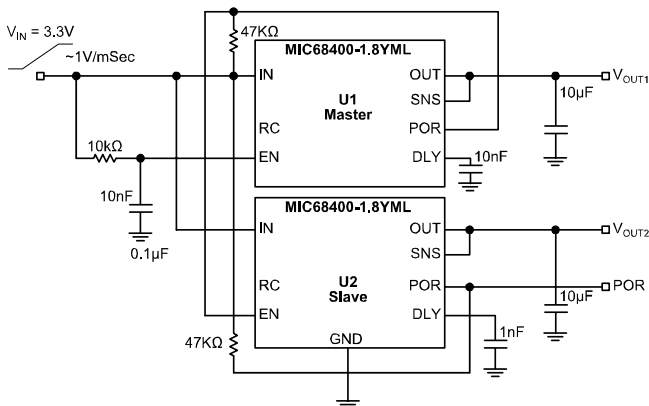 V_IN = 3.3V
~1V/mSec
47KΩ
MIC68400-1.8YML
IN
OUT
V_OUT1
U1
SNS
10µF
Master
RC
POR
10kΩ
EN
DLY
10nF
10nF
0.1µF
MIC68400-1.8YML
IN
OUT
V_OUT2
SNS
U2
RC
POR
POR
Slave
10µF
EN
DLY
47KΩ
1nF
GND